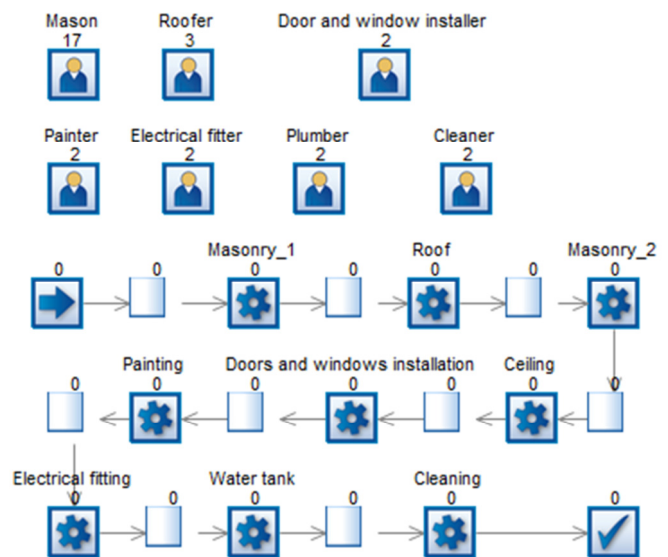 Mason Roofer Door and window installer
17 3 2
Painter Electrical fitter Plumber Cleaner
2 2 2 2
Masonry_1 Roof Masonry_2
0 0 0 0 0 0 0
Painting Doors and windows installation Ceiling
0 0 0 0 0 0 0
Electrical fitting Water tank Cleaning
0 0 0 0 0 0